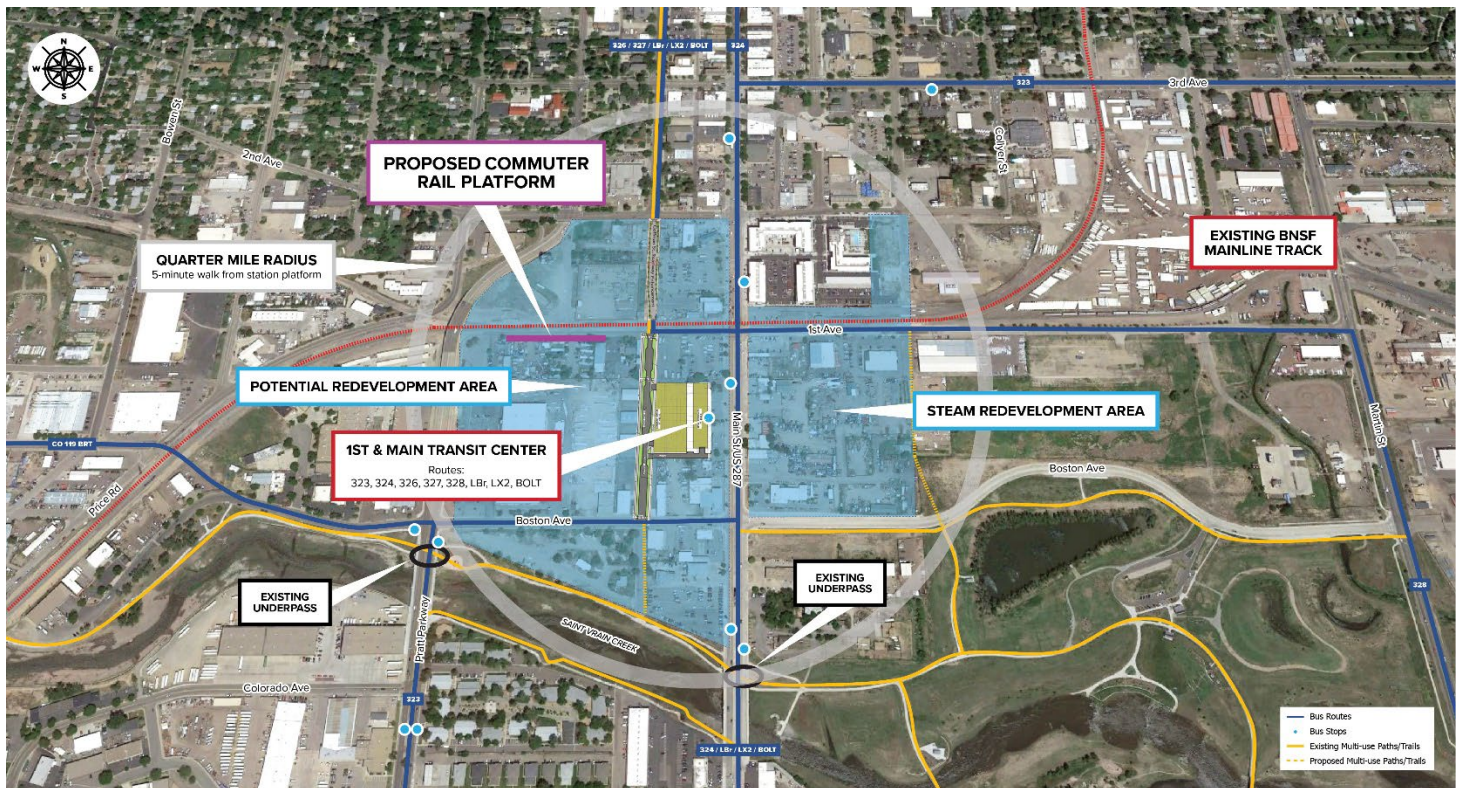 N
W
E
S
326 / 327 / LBr / LX2 / BOLT
324
323
3rd Ave
Bowen St
2nd Ave
Collyer St
PROPOSED COMMUTER
RAIL PLATFORM
QUARTER MILE RADIUS
5-minute walk from station platform
EXISTING BNSF
MAINLINE TRACK
1st Ave
POTENTIAL REDEVELOPMENT AREA
STEAM REDEVELOPMENT AREA
1ST & MAIN TRANSIT CENTER
Routes:
323, 324, 326, 327, 328, LBr, LX2, BOLT
Main St/US 287
Martin St
CO 119 BRT
Price Rd
Boston Ave
Boston Ave
EXISTING
UNDERPASS
EXISTING
UNDERPASS
328
SAINT VRAIN CREEK
Pratt Parkway
Colorado Ave
323
324 / LBr / LX2 / BOLT
Bus Routes
Bus Stops
Existing Multi-use Paths/Trails
Proposed Multi-use Paths/Trails